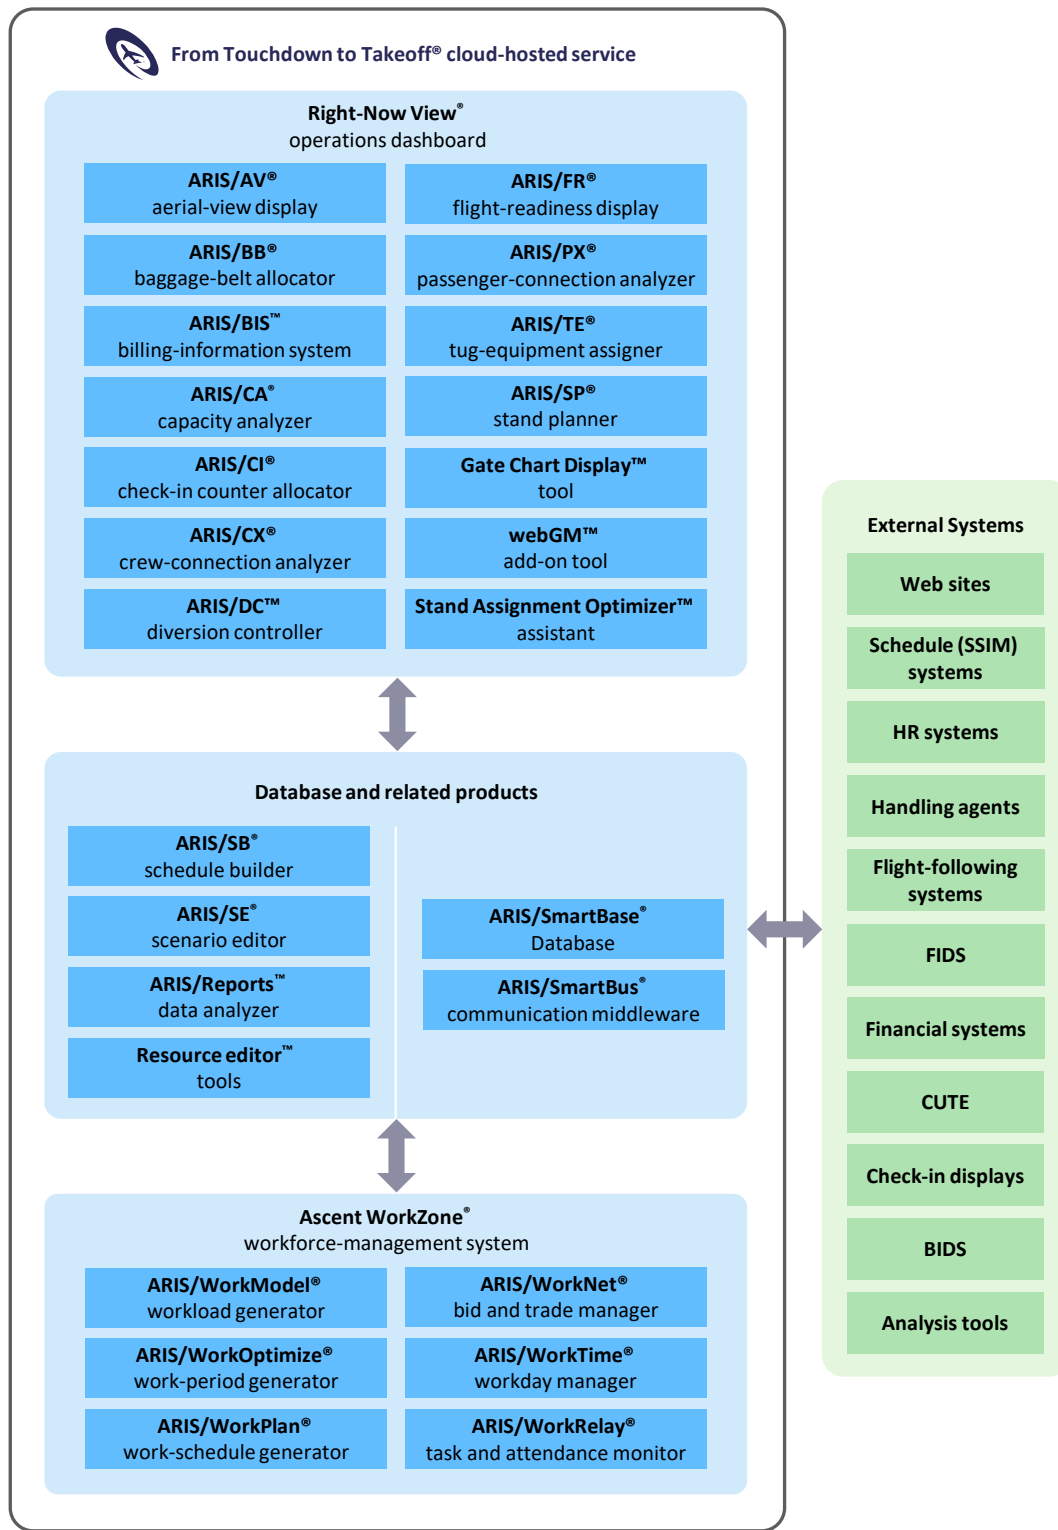 From Touchdown to Takeoff® cloud-hosted service
Right-Now View®
operations dashboard
ARIS/AV®
aerial-view display
ARIS/FR®
flight-readiness display
ARIS/BB®
baggage-belt allocator
ARIS/PX®
passenger-connection analyzer
ARIS/BIS™
billing-information system
ARIS/TE®
tug-equipment assigner
ARIS/CA®
capacity analyzer
ARIS/SP®
stand planner
ARIS/CI®
check-in counter allocator
Gate Chart Display™
tool
ARIS/CX®
crew-connection analyzer
webGM™
add-on tool
ARIS/DC™
diversion controller
Stand Assignment Optimizer™
assistant
Database and related products
ARIS/SB®
schedule builder
ARIS/SE®
scenario editor
ARIS/Reports™
data analyzer
Resource editor™
tools
ARIS/SmartBase®
Database
ARIS/SmartBus®
communication middleware
Ascent WorkZone®
workforce-management system
ARIS/WorkModel®
workload generator
ARIS/WorkNet®
bid and trade manager
ARIS/WorkOptimize®
work-period generator
ARIS/WorkTime®
workday manager
ARIS/WorkPlan®
work-schedule generator
ARIS/WorkRelay®
task and attendance monitor
External Systems
Web sites
Schedule (SSIM)
systems
HR systems
Handling agents
Flight-following
systems
FIDS
Financial systems
CUTE
Check-in displays
BIDS
Analysis tools